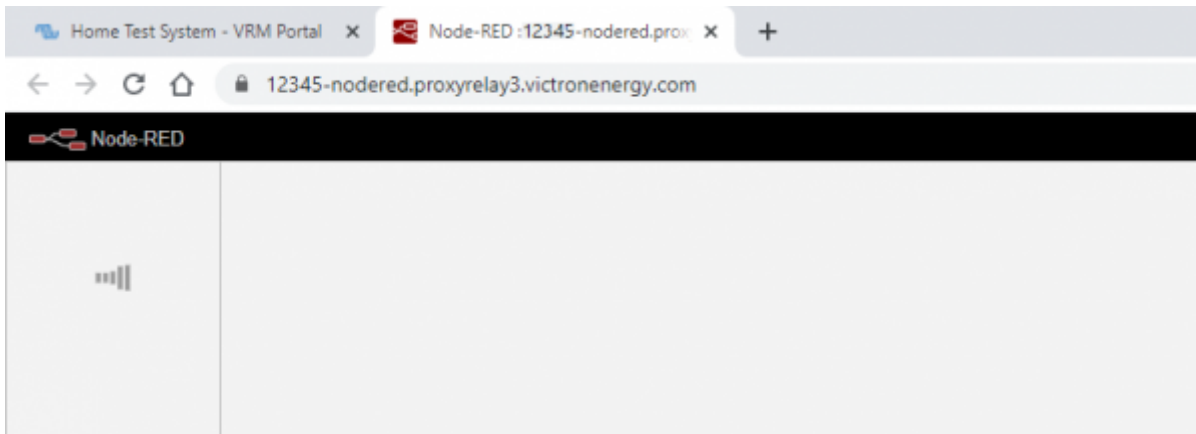 Home Test System - VRM Portal
Node-RED : 12345-nodered.prox
12345-nodered.proxyrelay3.victronenergy.com
Node-RED